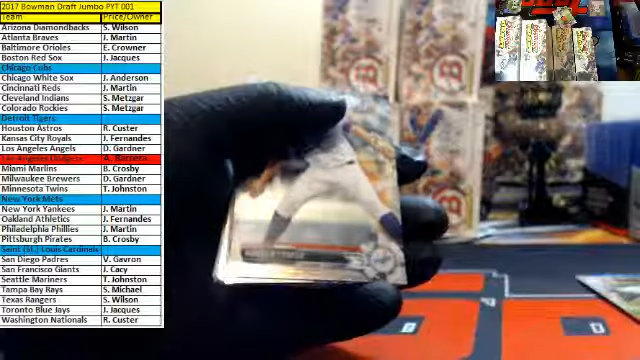 2017 Bowman Draft Jumbo PYT 001
Team Price/Owner
Arizona Diamondbacks S. Wilson
Atlanta Braves J. Martin
Baltimore Orioles E. Crowner
Boston Red Sox J. Jacques
Chicago Cubs
Chicago White Sox J. Anderson
Cincinnati Reds J. Martin
Cleveland Indians S. Metzgar
Colorado Rockies S. Metzgar
Detroit Tigers
Houston Astros R. Custer
Kansas City Royals J. Fernandes
Los Angeles Angels D. Gardner
Los Angeles Dodgers A. Barrera
Miami Marlins B. Crosby
Milwaukee Brewers D. Gardner
Minnesota Twins T. Johnston
New York Mets
New York Yankees J. Martin
Oakland Athletics J. Fernandes
Philadelphia Phillies J. Martin
Pittsburgh Pirates B. Crosby
Saint (St.) Louis Cardinals
San Diego Padres V. Gavron
San Francisco Giants J. Cacy
Seattle Mariners T. Johnston
Tampa Bay Rays S. Michael
Texas Rangers S. Wilson
Toronto Blue Jays J. Jacques
Washington Nationals R. Custer